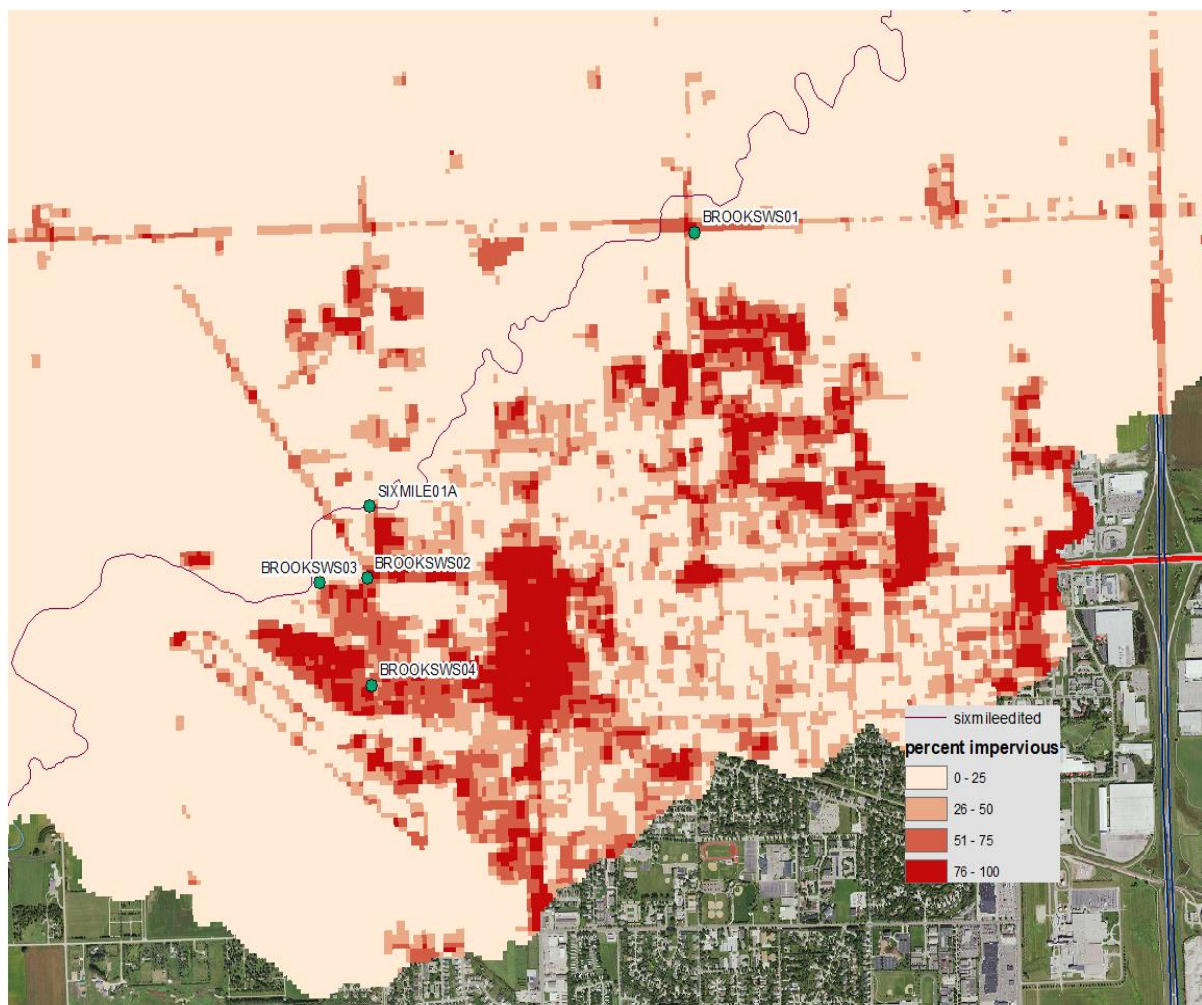 BROOKSWS01
SIXMILE01A
BROOKSWS03
BROOKSWS02
BROOKSWS04
sixmileedited
percent impervious
0 - 25
26 - 50
51 - 75
76 - 100